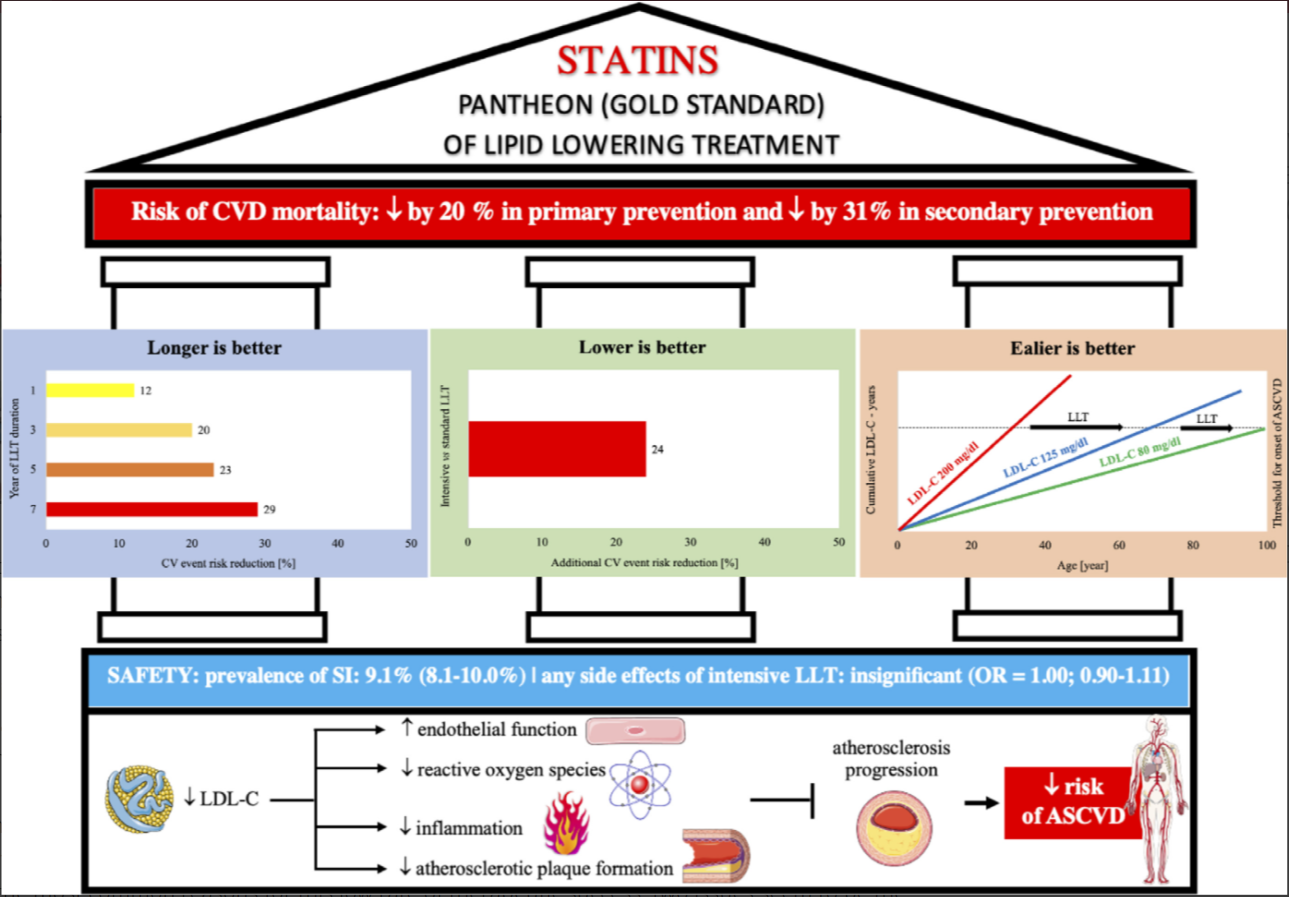 STATINS
PANTHEON (GOLD STANDARD)
OF LIPID LOWERING TREATMENT
Risk of CVD mortality: ↓ by 20 % in primary prevention and ↓ by 31% in secondary prevention
Longer is better
Year of LLT duration
1
12
3
20
5
23
7
29
0 10 20 30 40 50
CV event risk reduction [%]
Lower is better
Intensive vs standard LLT
24
0 10 20 30 40 50
Additional CV event risk reduction [%]
Ealier is better
Cumulative LDL-C - years
LLT
LLT
LDL-C 200 mg/dl
LDL-C 125 mg/dl
LDL-C 80 mg/dl
Threshold for onset of ASCVD
0 20 40 60 80 100
Age [year]
SAFETY: prevalence of SI: 9.1% (8.1-10.0%) | any side effects of intensive LLT: insignificant (OR = 1.00; 0.90-1.11)
↓ LDL-C
↑ endothelial function
↓ reactive oxygen species
↓ inflammation
↓ atherosclerotic plaque formation
atherosclerosis
progression
↓ risk
of ASCVD